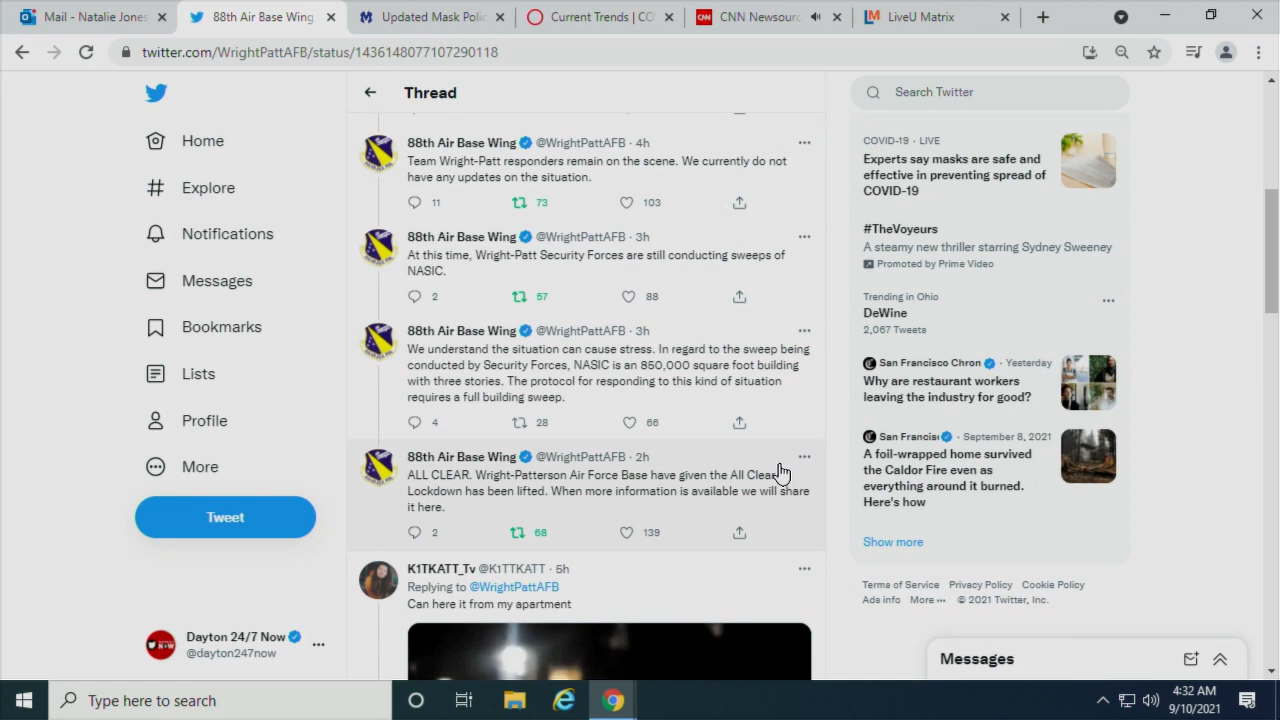 Mail - Natalie Jones
88th Air Base Wing
Updated Mask Polic
Current Trends | CO
CNN Newsourc
LiveU Matrix
twitter.com/WrightPattAFB/status/1436148077107290118
Thread
Search Twitter
Home
Explore
Notifications
Messages
Bookmarks
Lists
Profile
More
Tweet
Dayton 24/7 Now
@dayton247now
88th Air Base Wing @WrightPattAFB · 4h
Team Wright-Patt responders remain on the scene. We currently do not
have any updates on the situation.
11 73 103
88th Air Base Wing @WrightPattAFB · 3h
At this time, Wright-Patt Security Forces are still conducting sweeps of
NASIC.
2 57 88
88th Air Base Wing @WrightPattAFB · 3h
We understand the situation can cause stress. In regard to the sweep being
conducted by Security Forces, NASIC is an 850,000 square foot building
with three stories. The protocol for responding to this kind of situation
requires a full building sweep.
4 28 66
88th Air Base Wing @WrightPattAFB · 2h
ALL CLEAR. Wright-Patterson Air Force Base have given the All Clear
Lockdown has been lifted. When more information is available we will share
it here.
2 68 139
K1TKATT_Tv @K1TTKATT · 5h
Replying to @WrightPattAFB
Can here it from my apartment
COVID-19 · LIVE
Experts say masks are safe and
effective in preventing spread of
COVID-19
#TheVoyeurs
A steamy new thriller starring Sydney Sweeney
Promoted by Prime Video
Trending in Ohio
DeWine
2,067 Tweets
San Francisco Chron · Yesterday
Why are restaurant workers
leaving the industry for good?
San Francis · September 8, 2021
A foil-wrapped home survived
the Caldor Fire even as
everything around it burned.
Here's how
Show more
Terms of Service Privacy Policy Cookie Policy
Ads info More ··· © 2021 Twitter, Inc.
Messages
Type here to search
4:32 AM
9/10/2021